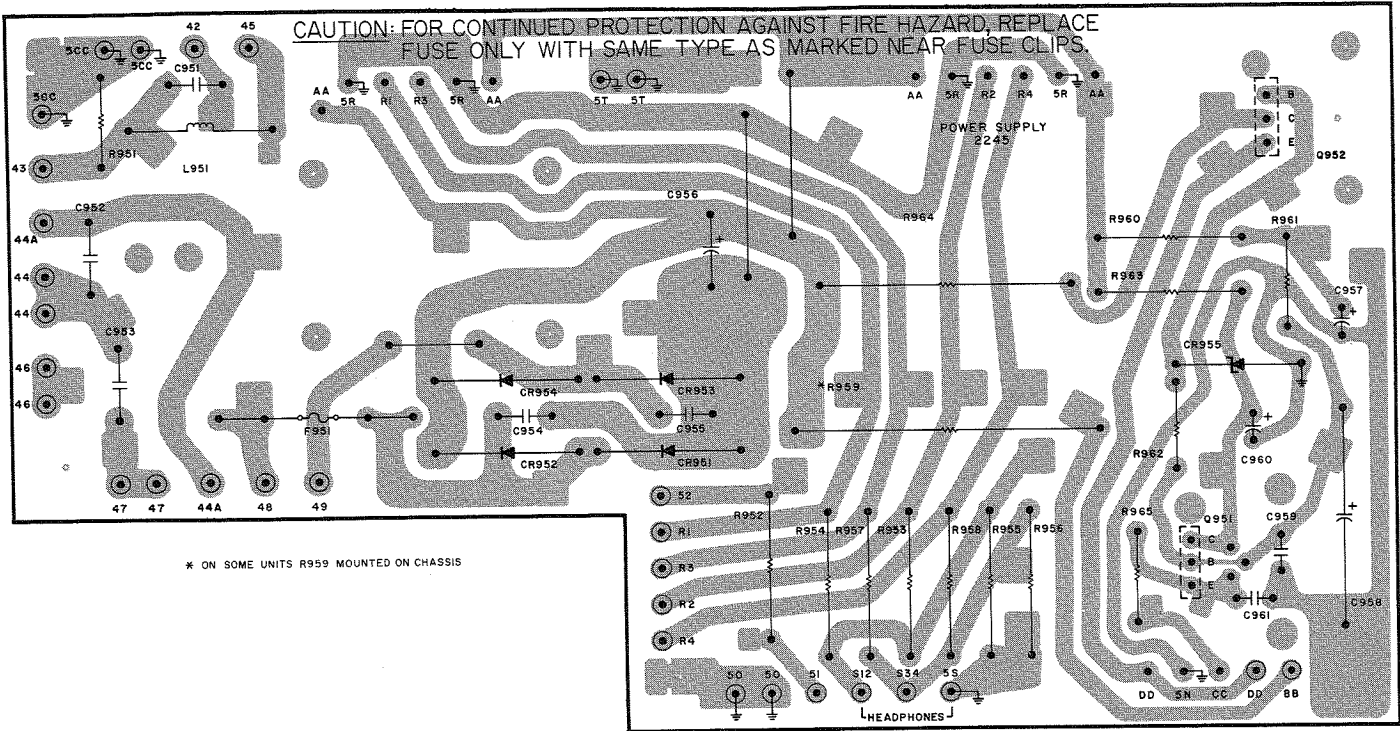 CAUTION: FOR CONTINUED PROTECTION AGAINST FIRE HAZARD, REPLACE
FUSE ONLY WITH SAME TYPE AS MARKED NEAR FUSE CLIPS.
42
45
5CC
5CC
C951
5CC
AA
5R
R1
R3
5R
AA
5T
5T
AA
5R
R2
R4
5R
AA
B
C
E
Q952
POWER SUPPLY
2245
R951
L951
43
C952
C956
R964
R960
R961
44A
R963
44
C957
44
C953
CR955
46
CR954
CR953
*R959
46
F951
C954
C955
R962
C960
CR952
CR951
47
47
44A
48
49
52
R952
R954
R957
R953
R958
R955
R956
R965
Q951
C959
R1
C
B
E
R3
R2
C961
C958
R4
* ON SOME UNITS R959 MOUNTED ON CHASSIS
50
50
51
S12
S34
5S
DD
5N
CC
DD
BB
HEADPHONES